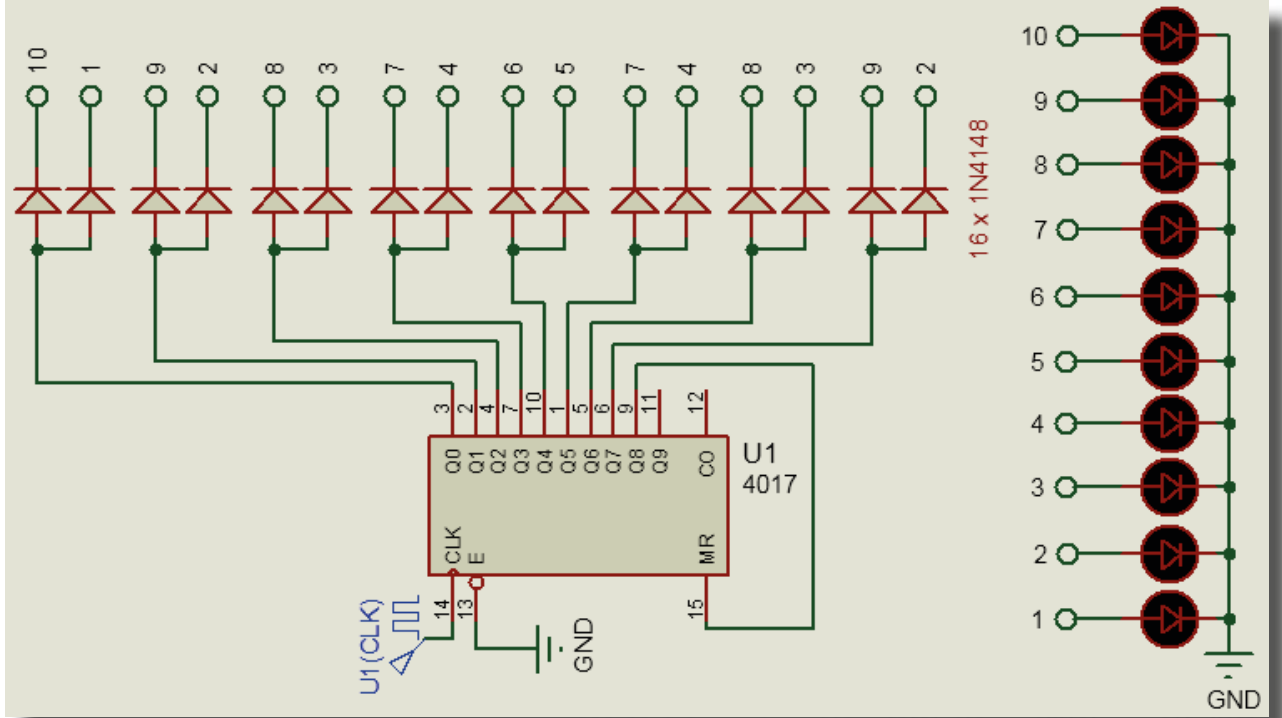 10 1 9 2 8 3 7 4 6 5 7 4 8 3 9 2
16 x 1N4148
3 2 4 7 10 1 5 6 9 11 12
Q0 Q1 Q2 Q3 Q4 Q5 Q6 Q7 Q8 Q9 CO
U1
4017
CLK E MR
14 13 15
U1(CLK)
GND
10
9
8
7
6
5
4
3
2
1
GND